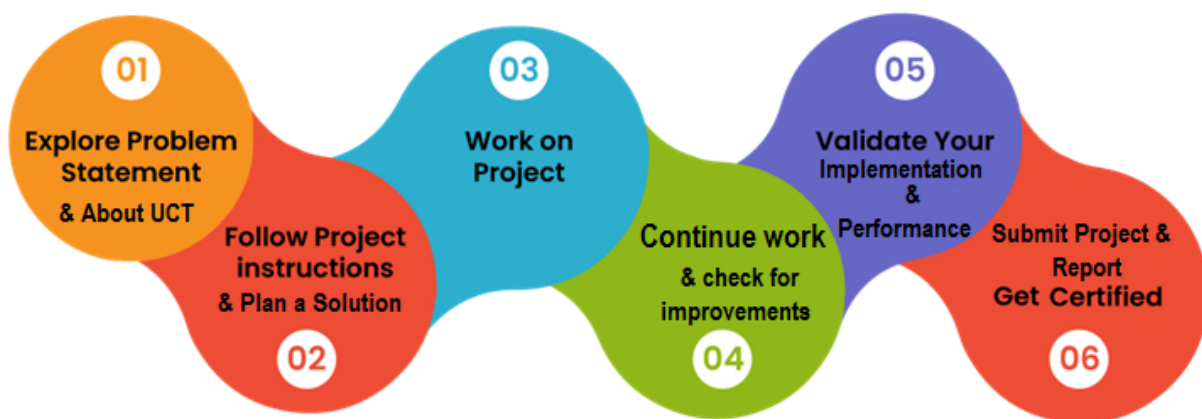 01
Explore Problem
Statement
& About UCT
Follow Project
instructions
& Plan a Solution
02
03
Work on
Project
Continue work
& check for
improvements
04
05
Validate Your
Implementation
&
Performance
Submit Project &
Report
Get Certified
06